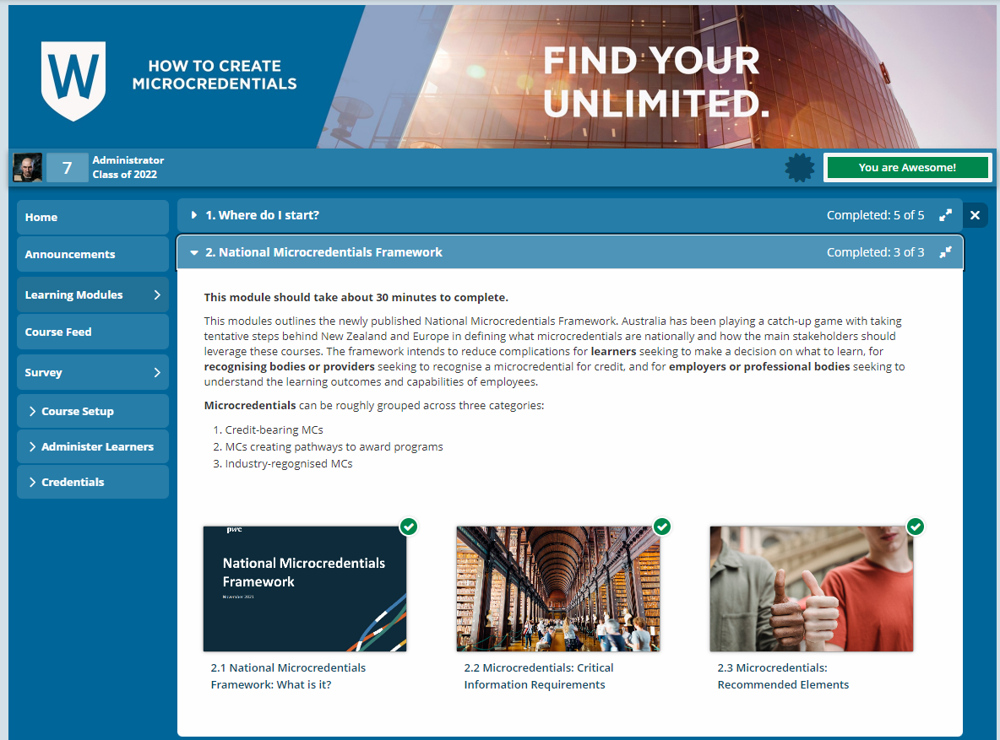 W
HOW TO CREATE
MICROCREDENTIALS
FIND YOUR
UNLIMITED.
7
Administrator
Class of 2022
You are Awesome!
Home
Announcements
Learning Modules
Course Feed
Survey
Course Setup
Administer Learners
Credentials
1. Where do I start?
Completed: 5 of 5
2. National Microcredentials Framework
Completed: 3 of 3
This module should take about 30 minutes to complete.
This modules outlines the newly published National Microcredentials Framework. Australia has been playing a catch-up game with taking
tentative steps behind New Zealand and Europe in defining what microcredentials are nationally and how the main stakeholders should
leverage these courses. The framework intends to reduce complications for learners seeking to make a decision on what to learn, for
recognising bodies or providers seeking to recognise a microcredential for credit, and for employers or professional bodies seeking to
understand the learning outcomes and capabilities of employees.
Microcredentials can be roughly grouped across three categories:
1. Credit-bearing MCs
2. MCs creating pathways to award programs
3. Industry-regognised MCs
pwc
National Microcredentials
Framework
November 2021
2.1 National Microcredentials
Framework: What is it?
2.2 Microcredentials: Critical
Information Requirements
2.3 Microcredentials:
Recommended Elements